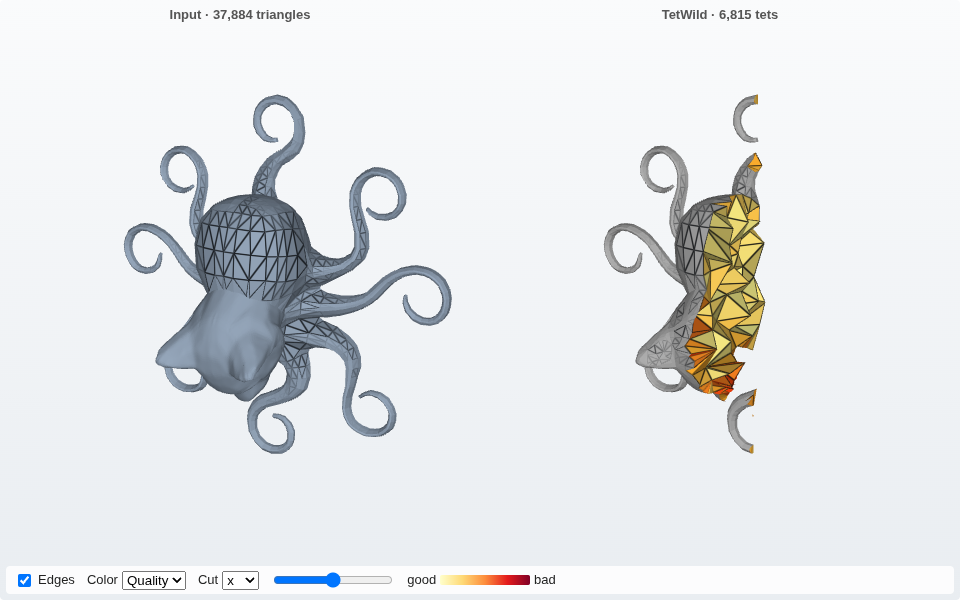 Input · 37,884 triangles
TetWild · 6,815 tets
Edges Color Quality Cut x good bad